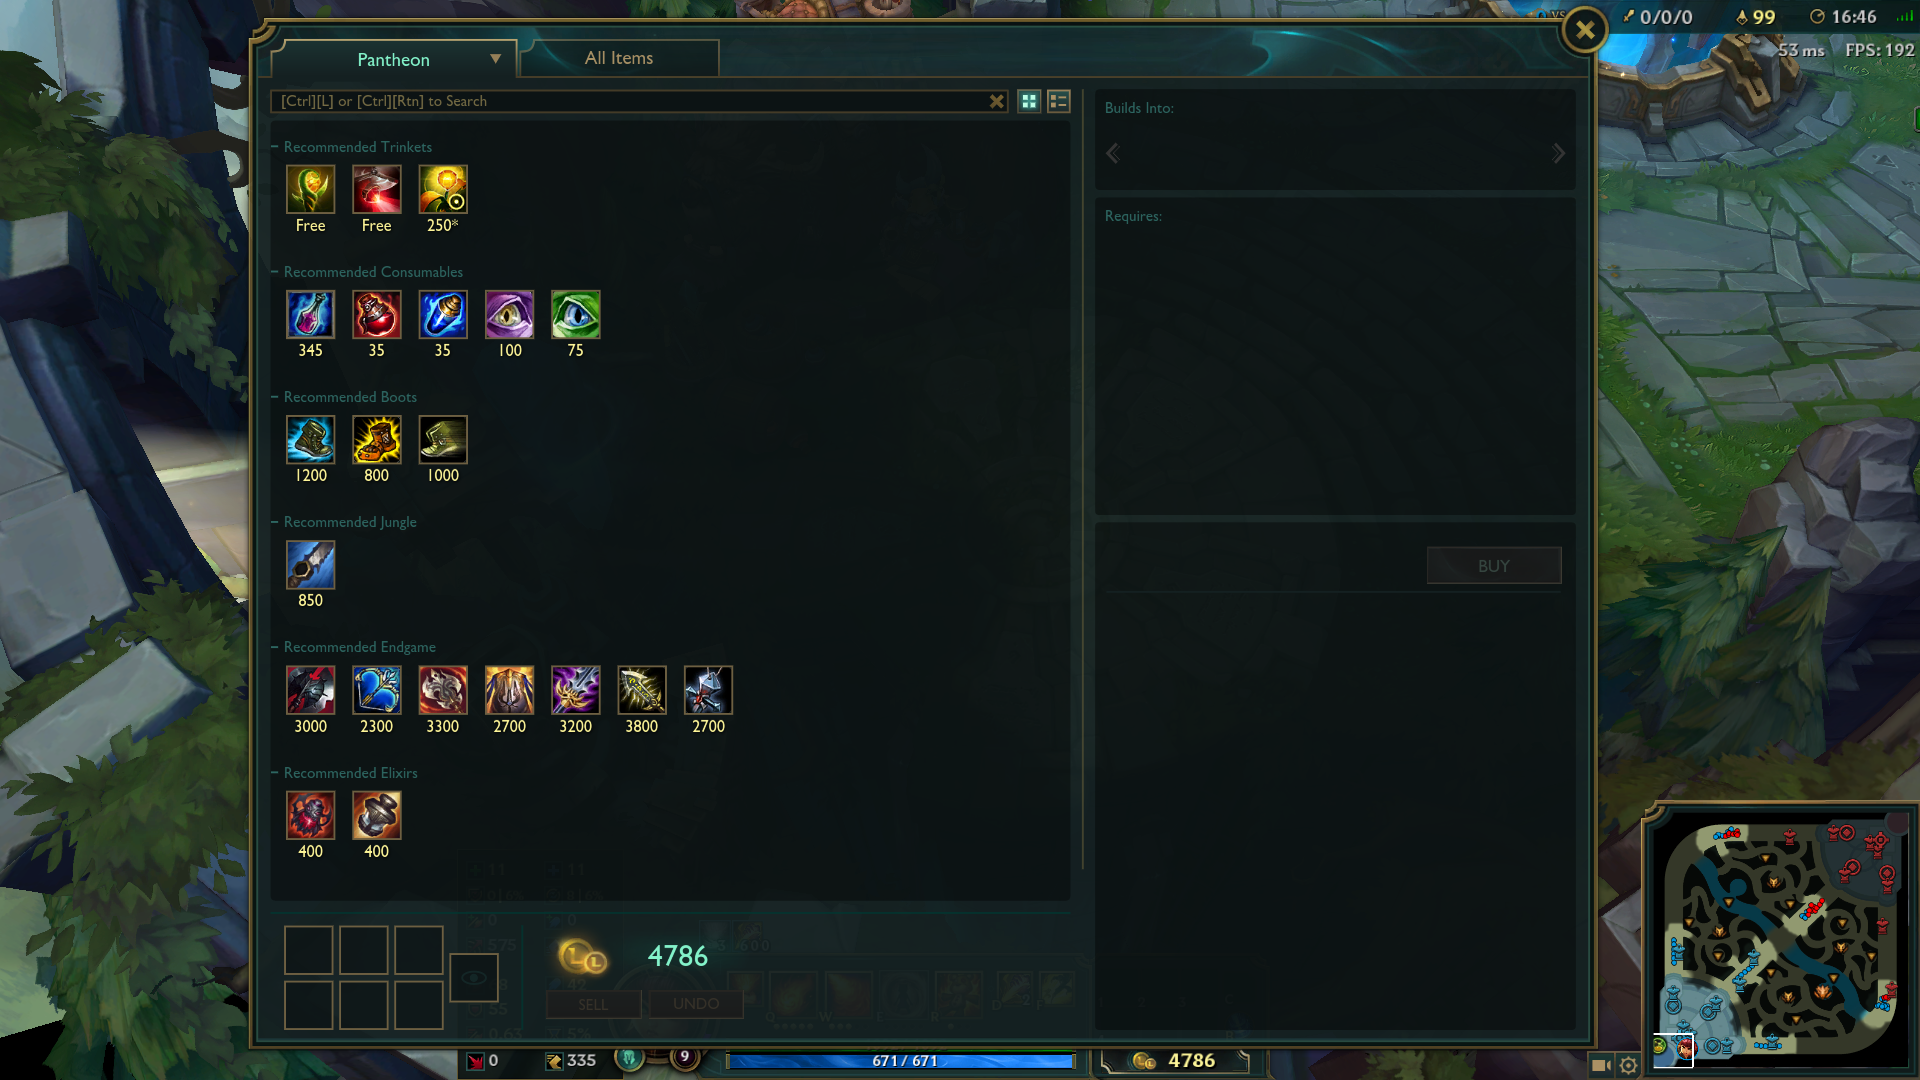 VS 0/0/0 99 16:46
53 ms FPS: 192
Pantheon
All Items
[Ctrl][L] or [Ctrl][Rtn] to Search
Recommended Trinkets
Free Free 250*
Recommended Consumables
345 35 35 100 75
Recommended Boots
1200 800 1000
Recommended Jungle
850
Recommended Endgame
3000 2300 3300 2700 3200 3800 2700
Recommended Elixirs
400 400
Builds Into:
Requires:
BUY
4786
SELL UNDO
0 335 9 671 / 671 4786